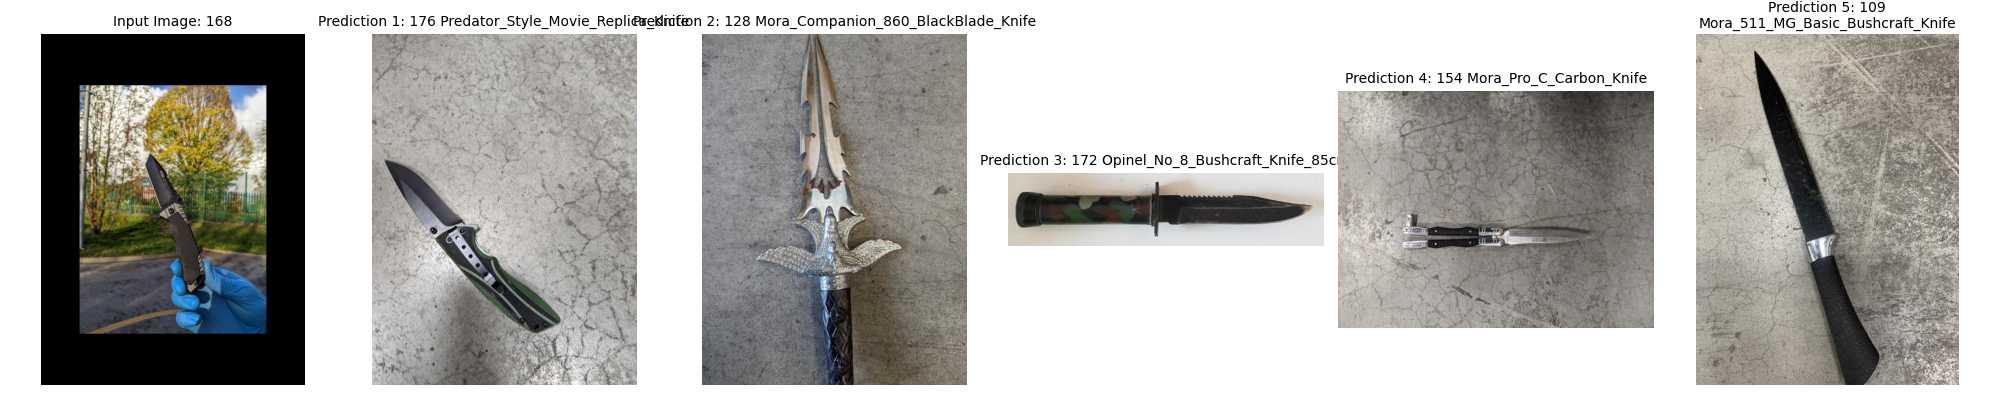 Input Image: 168
Prediction 1: 176 Predator_Style_Movie_Replica_Knife
Prediction 2: 128 Mora_Companion_860_BlackBlade_Knife
Prediction 3: 172 Opinel_No_8_Bushcraft_Knife_85c
Prediction 4: 154 Mora_Pro_C_Carbon_Knife
Prediction 5: 109
Mora_511_MG_Basic_Bushcraft_Knife